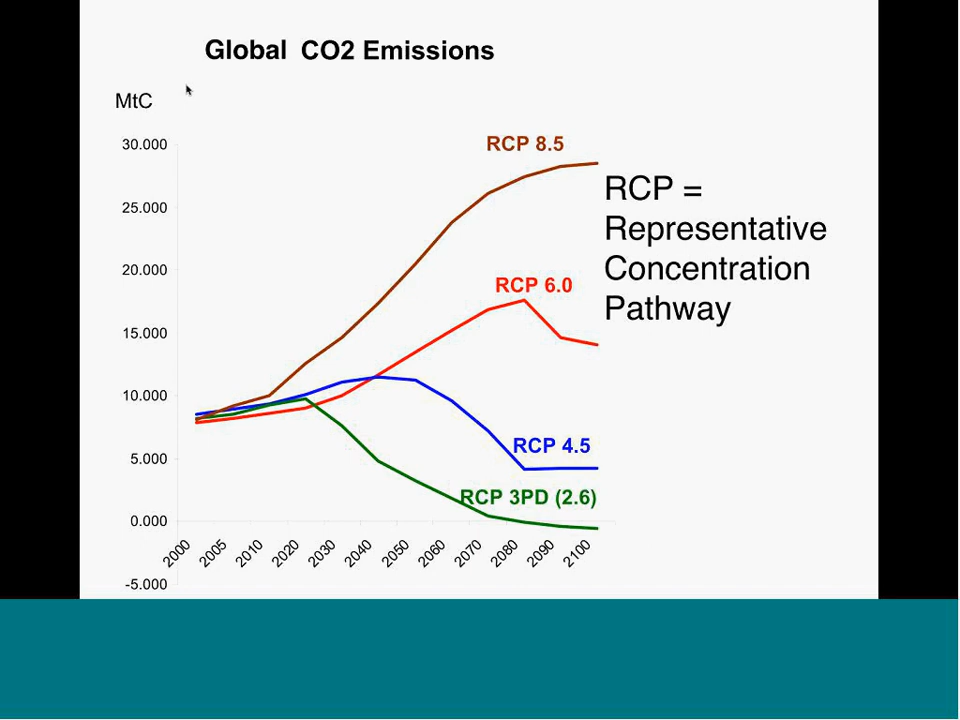 Global CO2 Emissions
MtC
30.000
25.000
20.000
15.000
10.000
5.000
0.000
-5.000
RCP 8.5
RCP 6.0
RCP 4.5
RCP 3PD (2.6)
RCP =
Representative
Concentration
Pathway
2000 2005 2010 2020 2030 2040 2050 2060 2070 2080 2090 2100